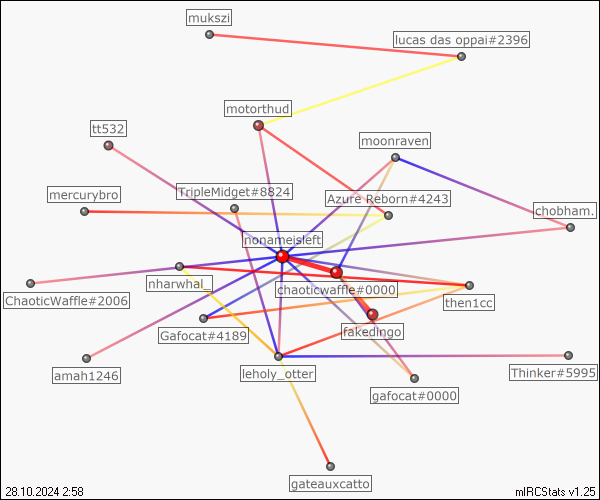 mukszi
lucas das oppai#2396
motorthud
tt532
moonraven
mercurybro
TripleMidget#8824
Azure Reborn#4243
chobham.
nonameisleft
nharwhal_
chaoticwaffle#0000
ChaoticWaffle#2006
then1cc
Gafocat#4189
fakedingo
amah1246
leholy_otter
Thinker#5995
gafocat#0000
gateauxcatto
28.10.2024 2:58
mIRCStats v1.25